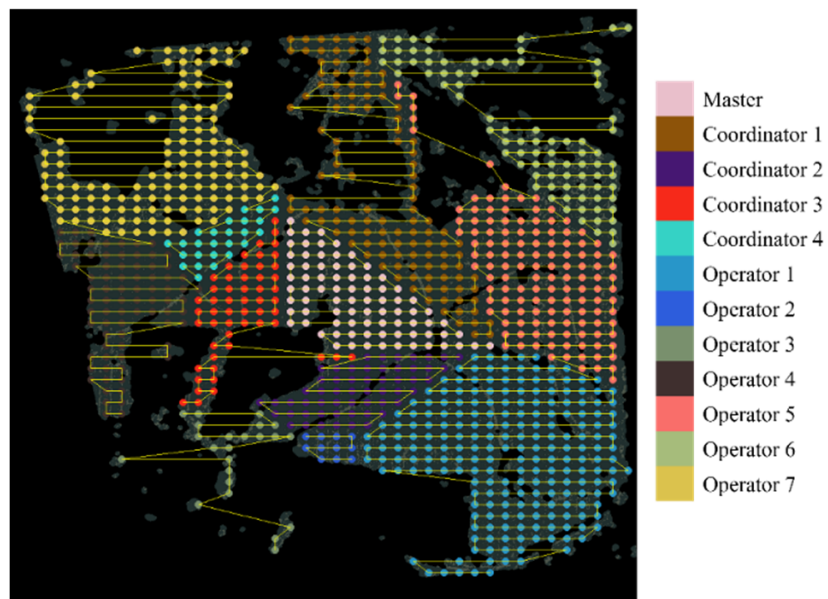 Master
Coordinator 1
Coordinator 2
Coordinator 3
Coordinator 4
Operator 1
Operator 2
Operator 3
Operator 4
Operator 5
Operator 6
Operator 7